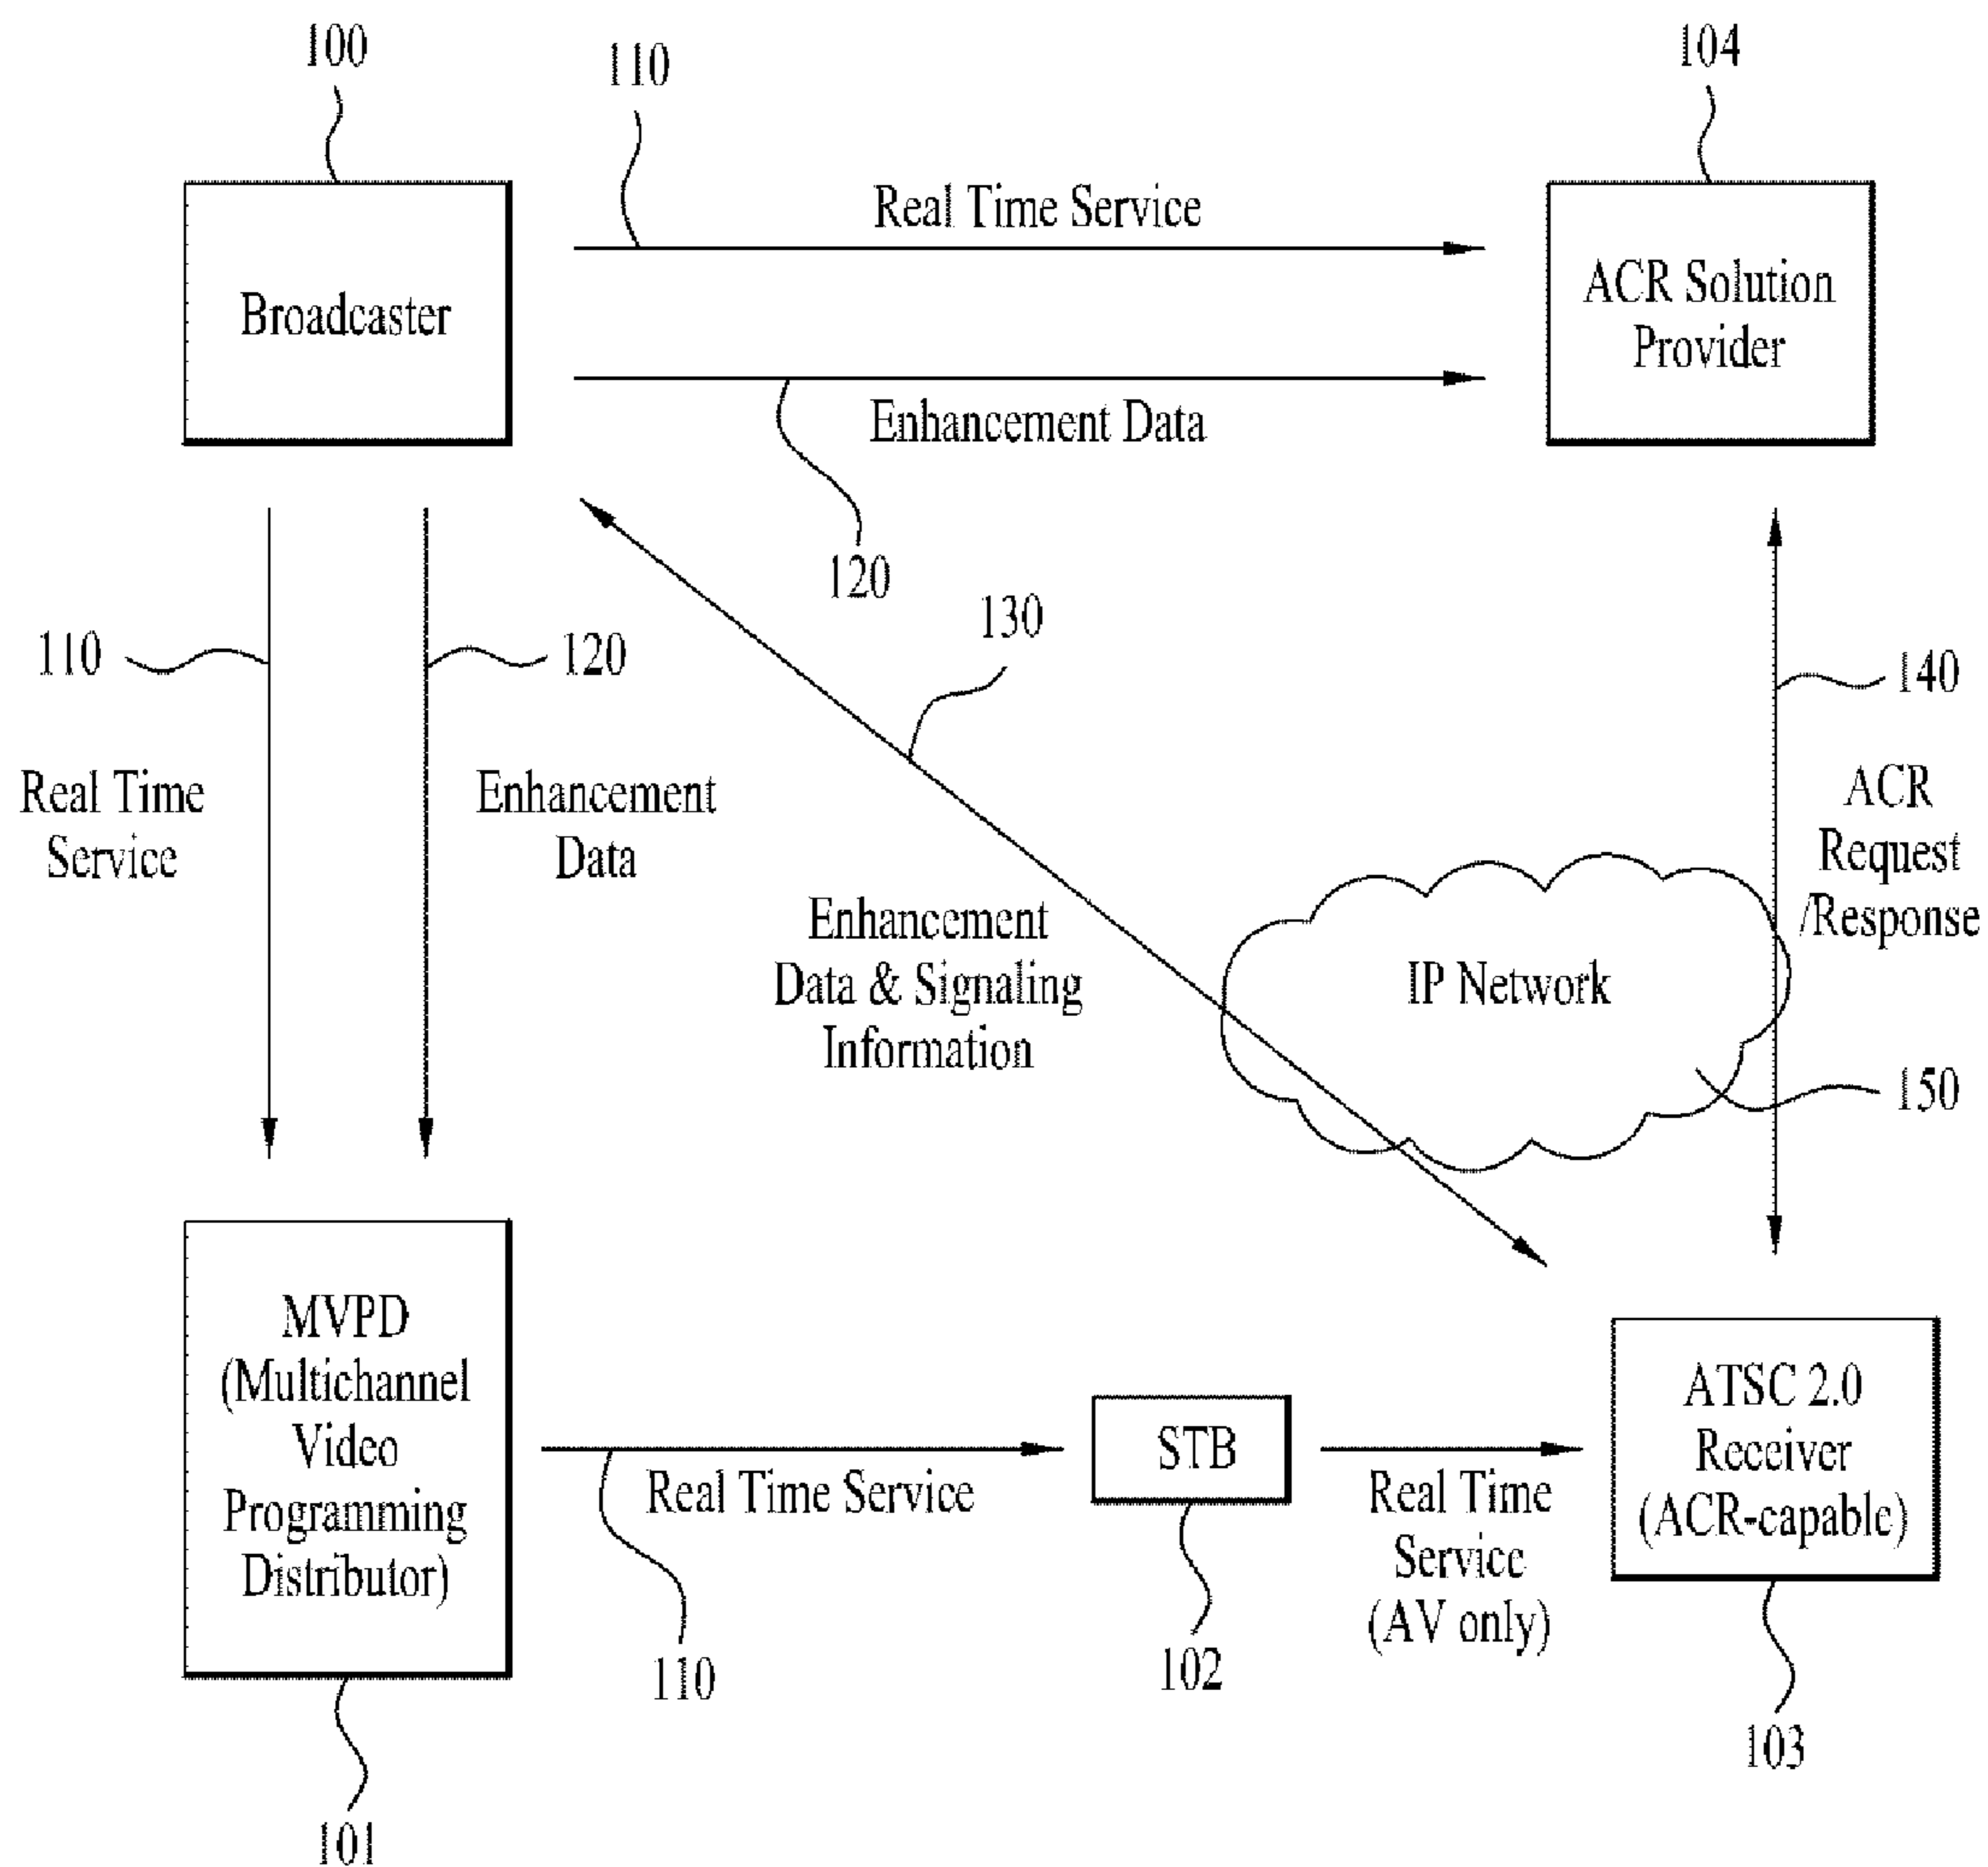 100
110
104
Real Time Service
Broadcaster
ACR Solution
Provider
Enhancement Data
120
130
110
120
140
Real Time
Service
Enhancement
Data
ACR
Request
/Response
Enhancement
Data & Signaling
Information
IP Network
150
MVPD
(Multichannel
Video
Programming
Distributor)
Real Time Service
110
STB
102
Real Time
Service
(AV only)
ATSC 2.0
Receiver
(ACR-capable)
103
101